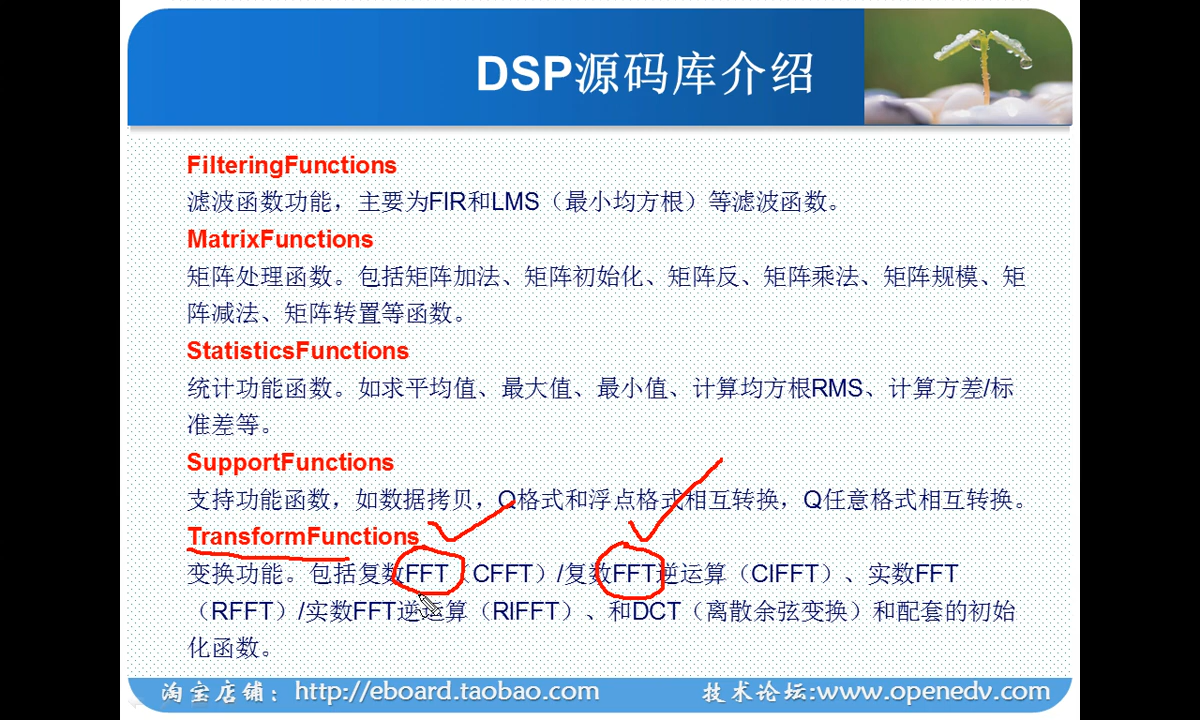 DSP源码库介绍
FilteringFunctions
滤波函数功能，主要为FIR和LMS（最小均方根）等滤波函数。
MatrixFunctions
矩阵处理函数。包括矩阵加法、矩阵初始化、矩阵反、矩阵乘法、矩阵规模、矩
阵减法、矩阵转置等函数。
StatisticsFunctions
统计功能函数。如求平均值、最大值、最小值、计算均方根RMS、计算方差/标
准差等。
SupportFunctions
支持功能函数，如数据拷贝，Q格式和浮点格式相互转换，Q任意格式相互转换。
TransformFunctions
变换功能。包括复数FFT（CFFT）/复数FFT逆运算（CIFFT）、实数FFT
（RFFT）/实数FFT逆运算（RIFFT）、和DCT（离散余弦变换）和配套的初始
化函数。
淘宝店铺：http://eboard.taobao.com 技术论坛:www.openedv.com